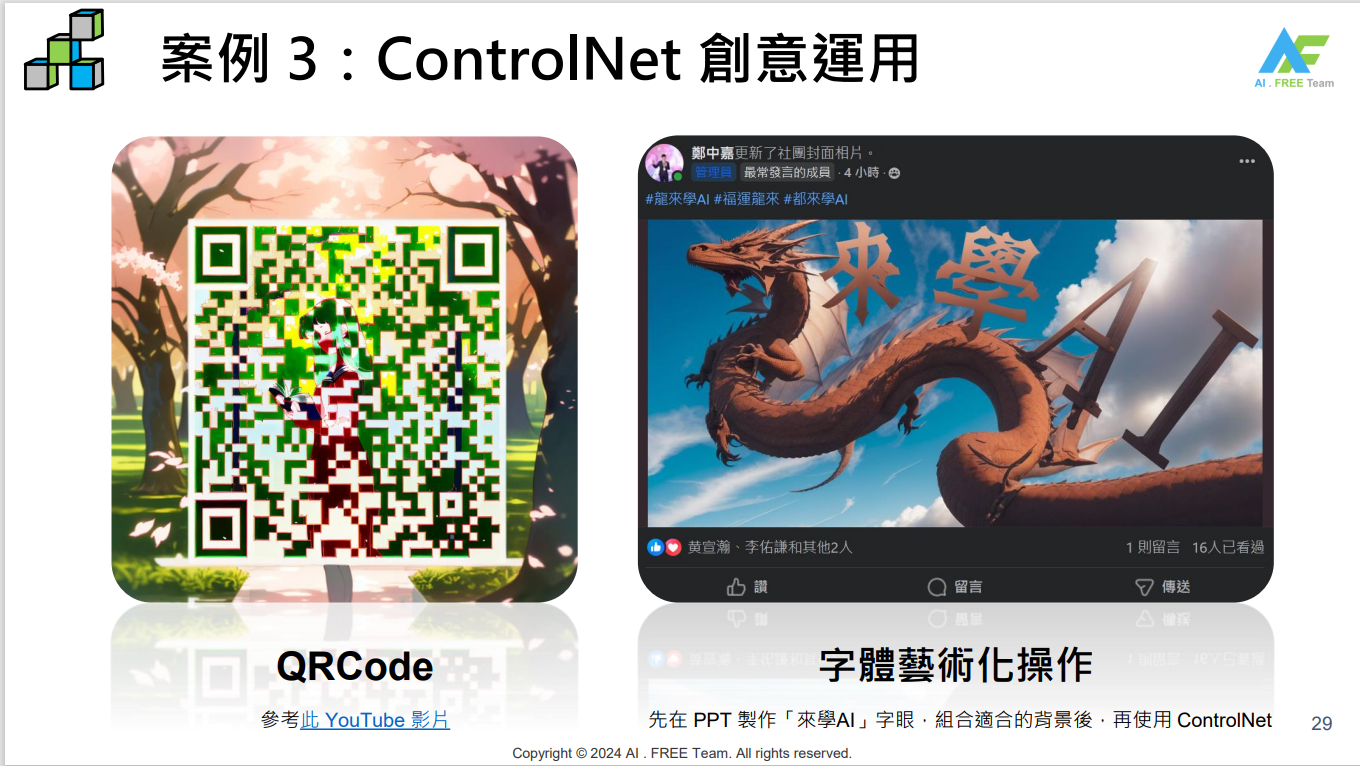 案例 3：ControlNet 創意運用
AI . FREE Team
鄭中嘉更新了社團封面相片。
管理員 最常發言的成員 · 4 小時 ·
#龍來學AI #福運龍來 #都來學AI
來學AI
黄宣瀚、李佑謙和其他2人
1 則留言 16人已看過
讚 留言 傳送
QRCode
參考此 YouTube 影片
字體藝術化操作
先在 PPT 製作「來學AI」字眼，組合適合的背景後，再使用 ControlNet
29
Copyright © 2024 AI . FREE Team. All rights reserved.